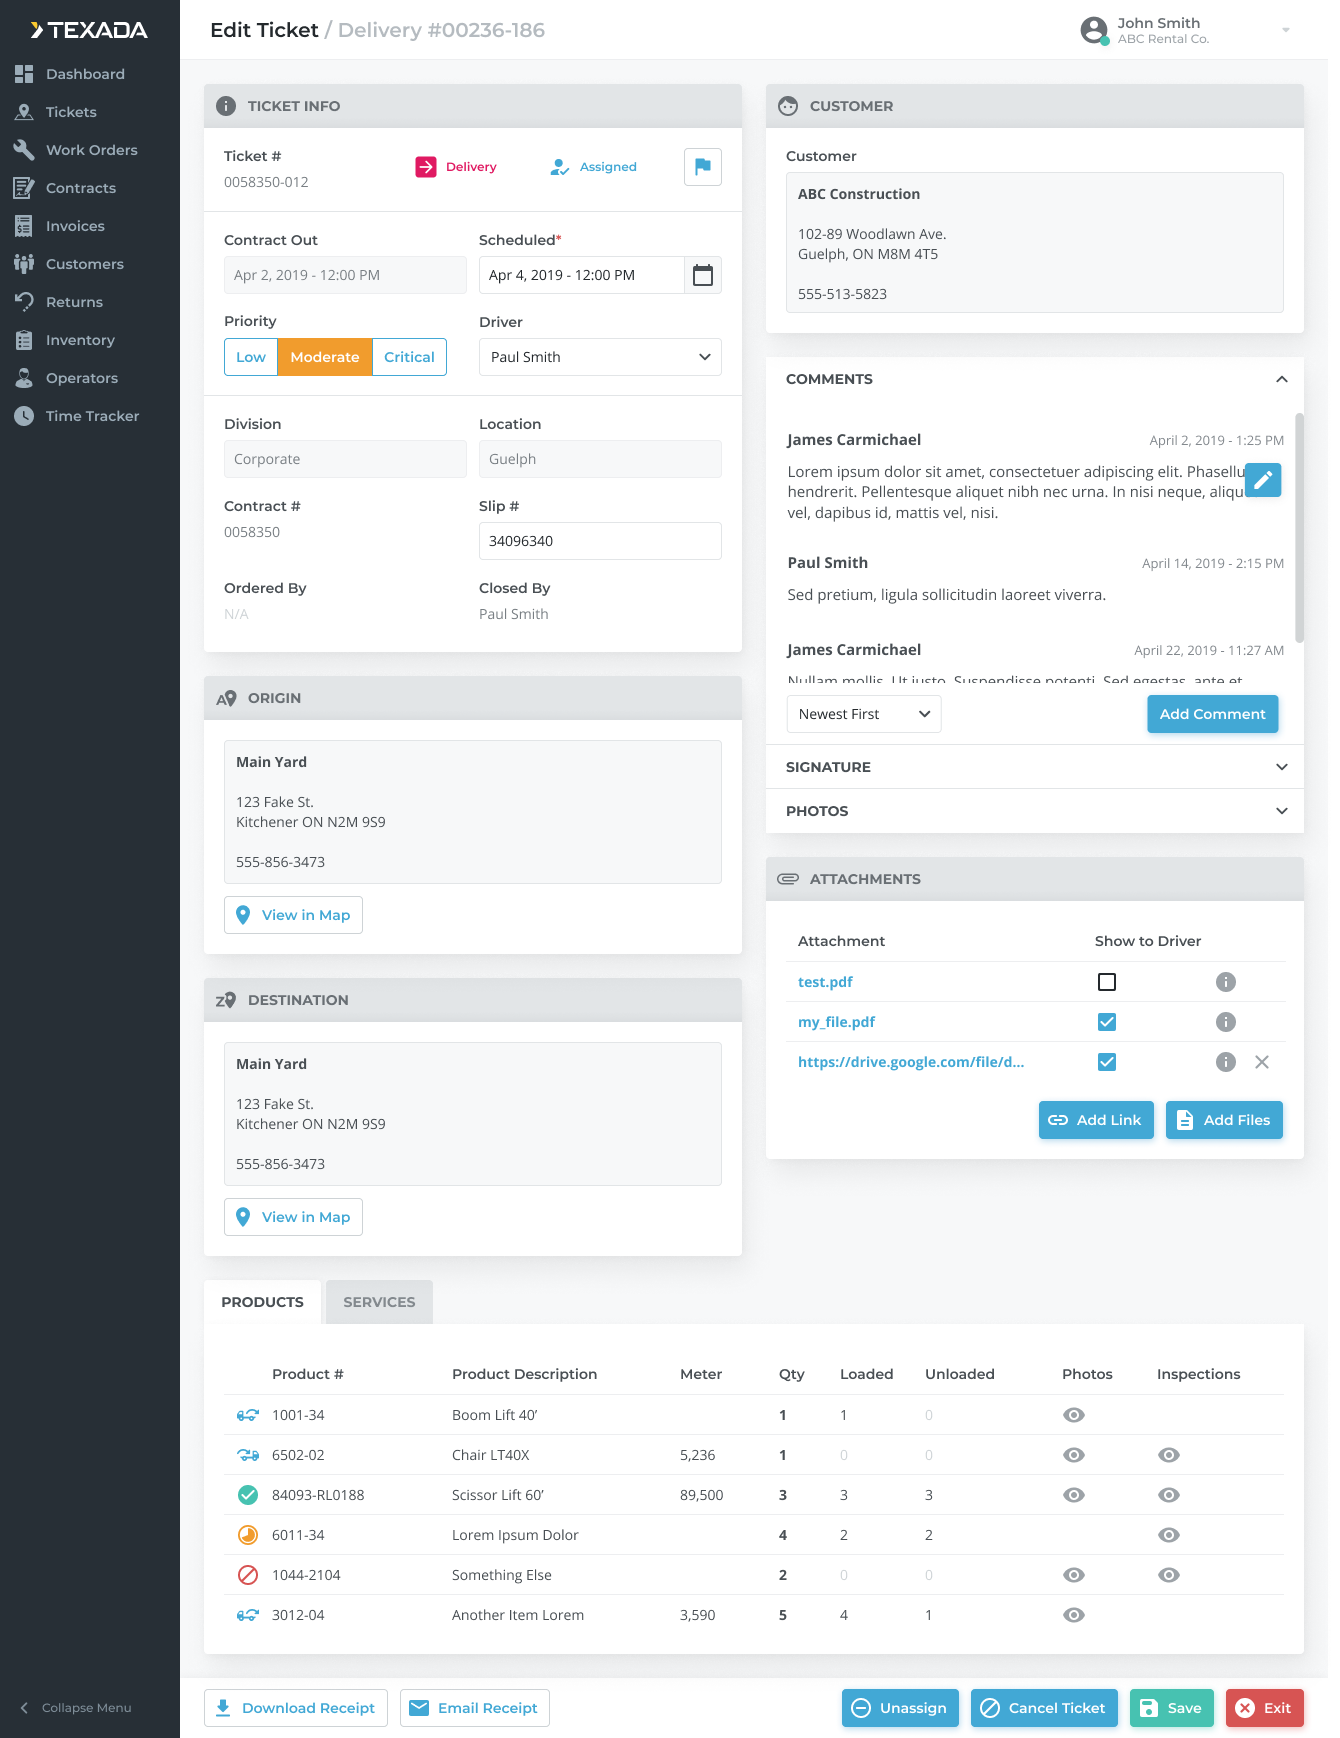 TEXADA
Dashboard
Tickets
Work Orders
Contracts
Invoices
Customers
Returns
Inventory
Operators
Time Tracker
Collapse Menu
Edit Ticket / Delivery #00236-186
John Smith
ABC Rental Co.
TICKET INFO
Ticket #
0058350-012
Delivery
Assigned
Contract Out
Scheduled*
Apr 2, 2019 - 12:00 PM
Apr 4, 2019 - 12:00 PM
Priority
Driver
Low Moderate Critical
Paul Smith
Division
Location
Corporate
Guelph
Contract #
Slip #
0058350
34096340
Ordered By
Closed By
N/A
Paul Smith
ORIGIN
Main Yard
123 Fake St.
Kitchener ON N2M 9S9
555-856-3473
View in Map
DESTINATION
Main Yard
123 Fake St.
Kitchener ON N2M 9S9
555-856-3473
View in Map
CUSTOMER
Customer
ABC Construction
102-89 Woodlawn Ave.
Guelph, ON M8M 4T5
555-513-5823
COMMENTS
James Carmichael April 2, 2019 - 1:25 PM
Lorem ipsum dolor sit amet, consectetuer adipiscing elit. Phasellu
hendrerit. Pellentesque aliquet nibh nec urna. In nisi neque, aliqu
vel, dapibus id, mattis vel, nisi.
Paul Smith April 14, 2019 - 2:15 PM
Sed pretium, ligula sollicitudin laoreet viverra.
James Carmichael April 22, 2019 - 11:27 AM
Nullam mollis. Ut justo. Suspendisse potenti. Sed egestas, ante et
Newest First
Add Comment
SIGNATURE
PHOTOS
ATTACHMENTS
Attachment Show to Driver
test.pdf
my_file.pdf
https://drive.google.com/file/d...
Add Link
Add Files
PRODUCTS SERVICES
Product # Product Description Meter Qty Loaded Unloaded Photos Inspections
1001-34 Boom Lift 40’ 1 1 0
6502-02 Chair LT40X 5,236 1 0 0
84093-RL0188 Scissor Lift 60’ 89,500 3 3 3
6011-34 Lorem Ipsum Dolor 4 2 2
1044-2104 Something Else 2 0 0
3012-04 Another Item Lorem 3,590 5 4 1
Download Receipt
Email Receipt
Unassign
Cancel Ticket
Save
Exit